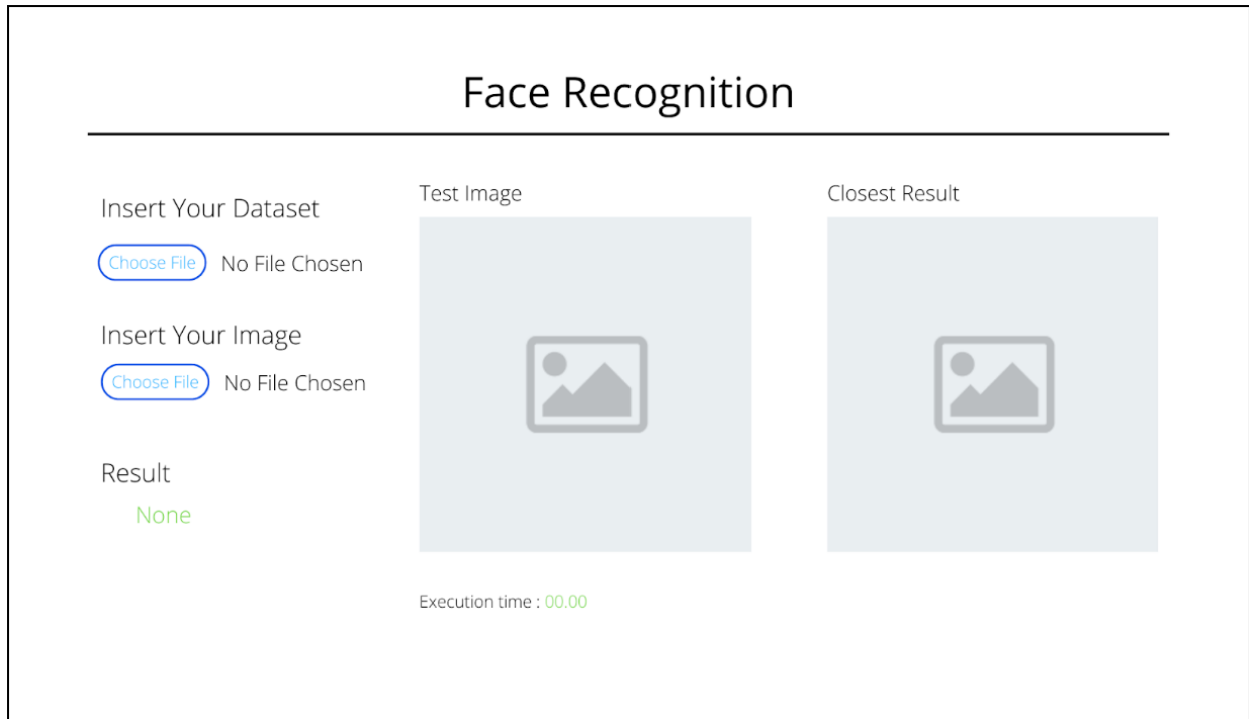 Face Recognition
Insert Your Dataset
Choose File No File Chosen
Insert Your Image
Choose File No File Chosen
Result
None
Test Image
Closest Result
Execution time : 00.00